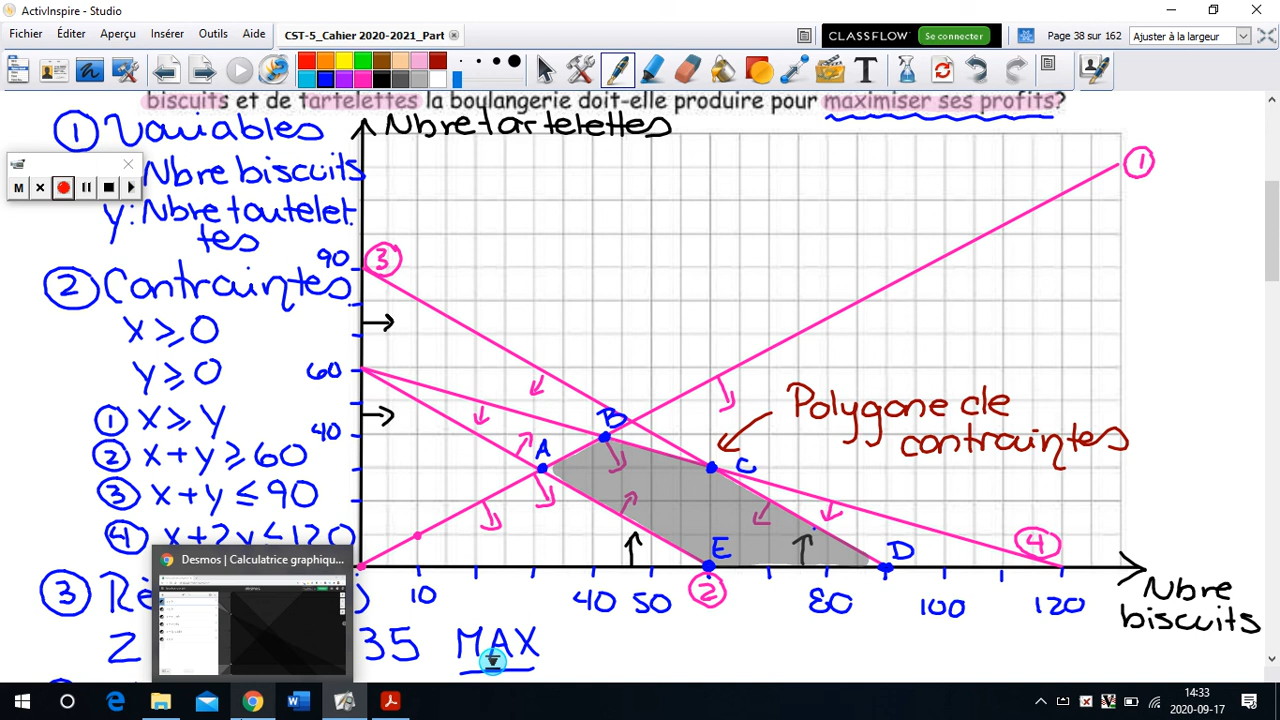 ActivInspire - Studio
Fichier Éditer Aperçu Insérer Outils Aide CST-5_Cahier 2020-2021_Part CLASSFLOW Se connecter Page 38 sur 162 Ajuster à la largeur
biscuits et de tartelettes la boulangerie doit-elle produire pour maximiser ses profits?
① Variables
Nbre tartelettes
M
Nbre biscuits
y: Nbre tartelet-
tes
② Contraintes
x ≥ 0
y ≥ 0
① x ≥ y
② x + y ≥ 60
③ x + y ≤ 90
④ x + 2y ≤ 120
③ Rè
Z 35 MAX
90
60
40
① 
③
B
A
C
Polygone de
contraintes
E
D
④
②
10 40 50 80 100 120
Nbre
biscuits
Desmos | Calculatrice graphiqu...
14:33
2020-09-17